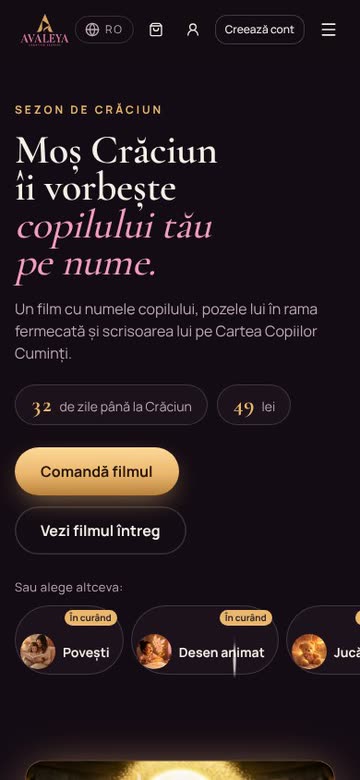 AVALEYA
RO
Creează cont
SEZON DE CRĂCIUN
Moș Crăciun
îi vorbește
copilului tău
pe nume.
Un film cu numele copilului, pozele lui în rama
fermecată și scrisoarea lui pe Cartea Copiilor
Cuminți.
32 de zile până la Crăciun
49 lei
Comandă filmul
Vezi filmul întreg
Sau alege altceva:
În curând
În curând
Povești
Desen animat
Jucă